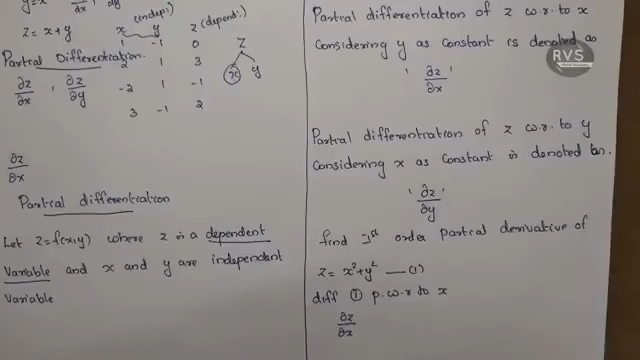 z = x+y
x (indep:) y z (depend:)
1 -1 0
2 1 3
-2 1 -1
3 -1 2
Z
x y
Partial Differentiation
∂z/∂x , ∂z/∂y
∂z/∂x
Partial differentiation
Let z=f(x,y) where z is a dependent
Variable and x and y are independent
Variable
Partial differentiation of z w.r. to x
Considering y as Constant is denoted as
' ∂z/∂x '
RVS
Partial differentiation of z w.r. to y
Considering x as Constant is denoted as.
' ∂z/∂y '
find Ist order Partial derivative of
z = x²+y² —(1)
diff ① p.w.r to x
∂z/∂x